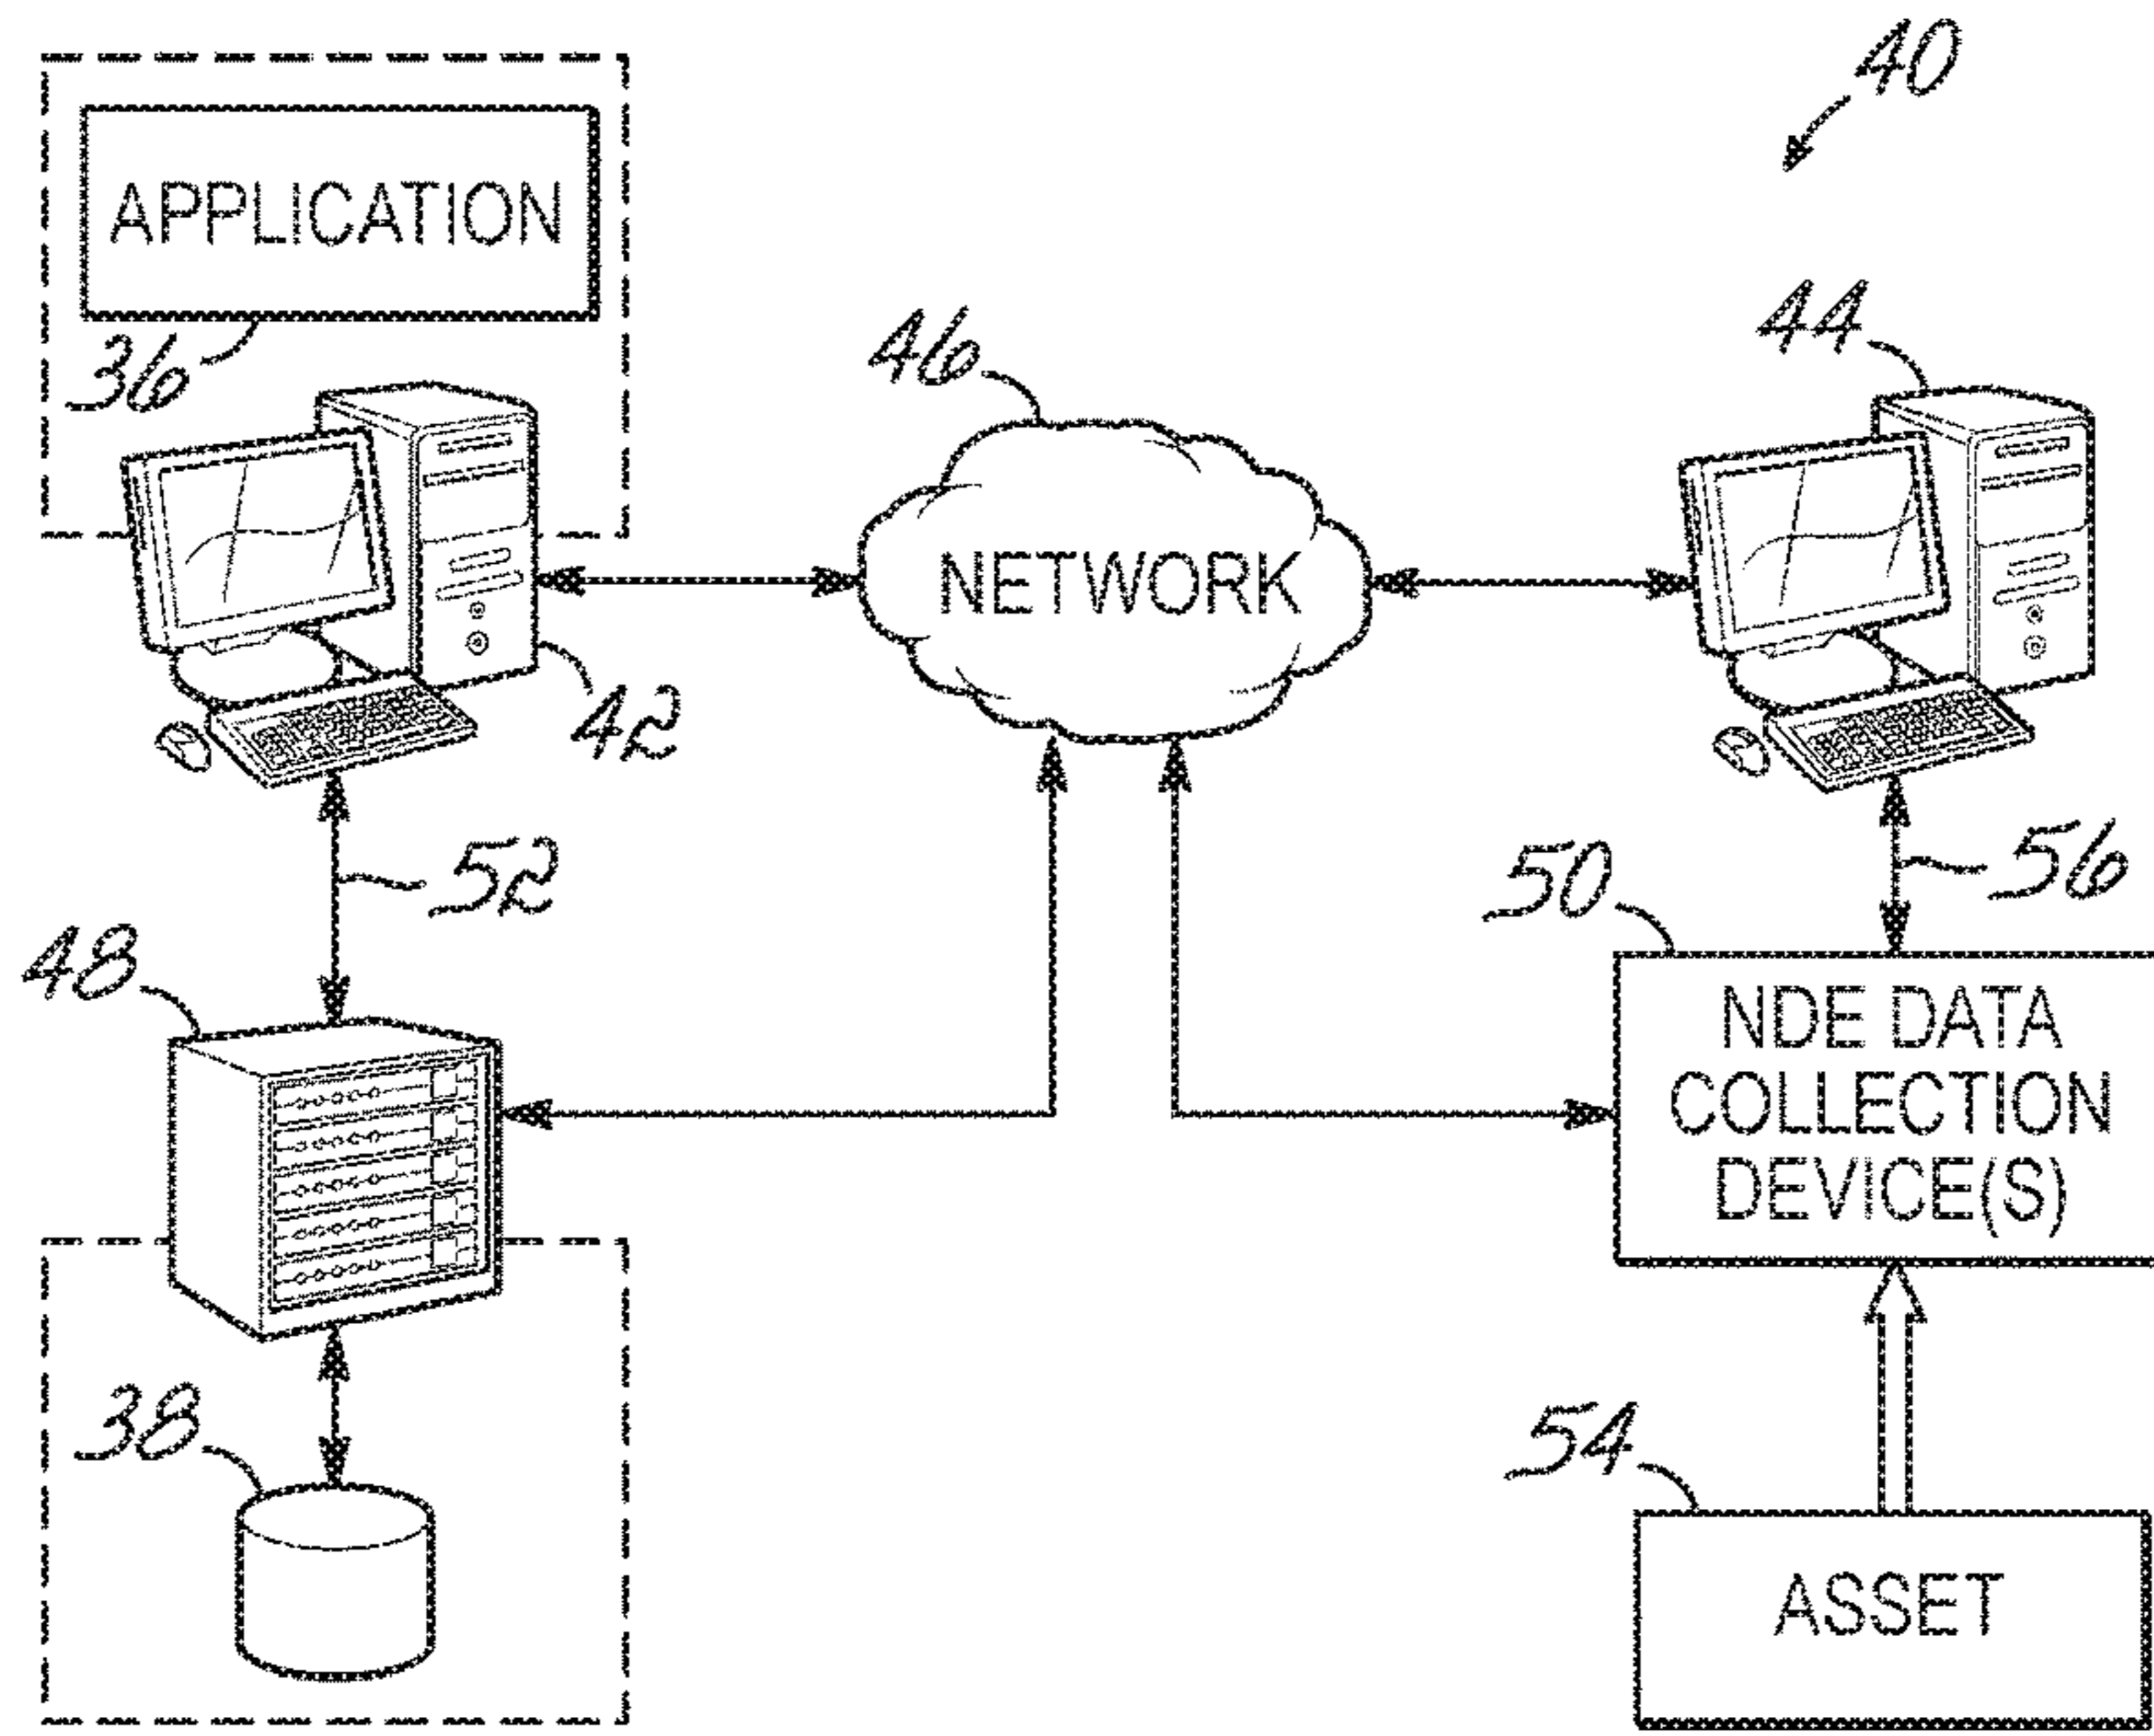 40
APPLICATION
36
46
44
NETWORK
42
52
56
50
48
NDE DATA
COLLECTION
DEVICE(S)
38
54
ASSET